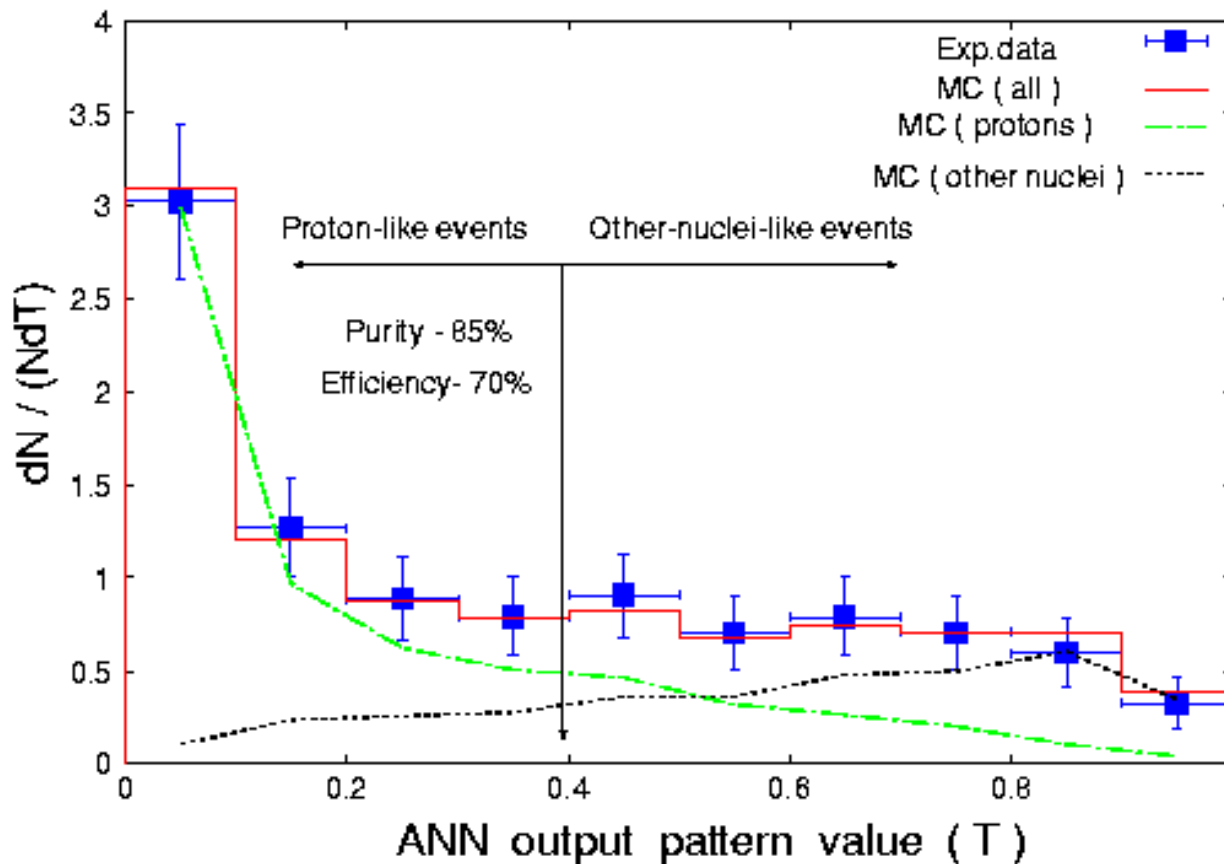 4
3.5
3
2.5
2
1.5
1
0.5
0
dN / (NdT)
Exp.data
MC ( all )
MC ( protons )
MC ( other nuclei )
Proton-like events
Other-nuclei-like events
Purity - 85%
Efficiency- 70%
0 0.2 0.4 0.6 0.8
ANN output pattern value ( T )